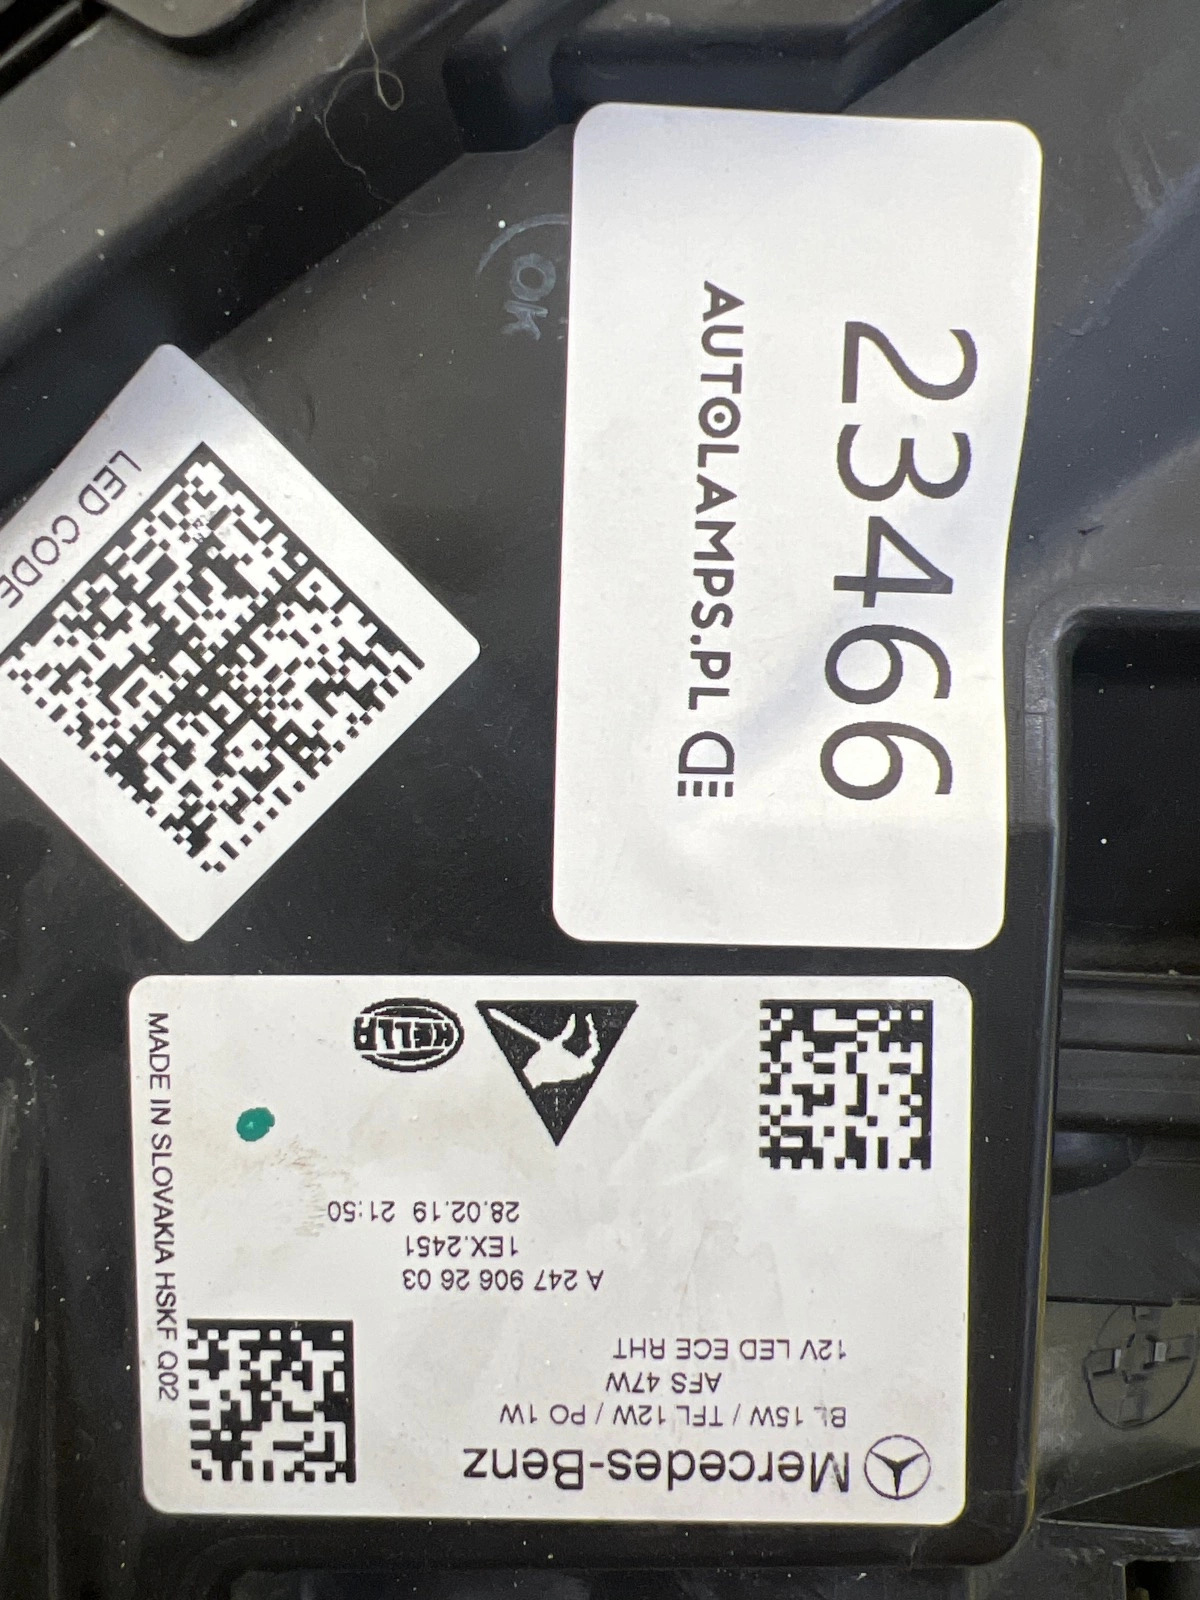 23466
AUTOLAMPS.PL
OK
LED CODE
Mercedes-Benz
BL 15W / TFL 12W / PO 1W
AFS 47W
12V LED ECE RHT
A 247 906 26 03
1EX.2451
28.02.19 21:50
HELLA
MADE IN SLOVAKIA HSKF Q02